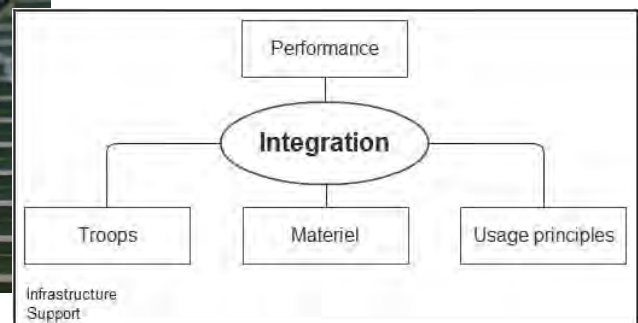 Performance
Integration
Troops
Materiel
Usage principles
Infrastructure
Support